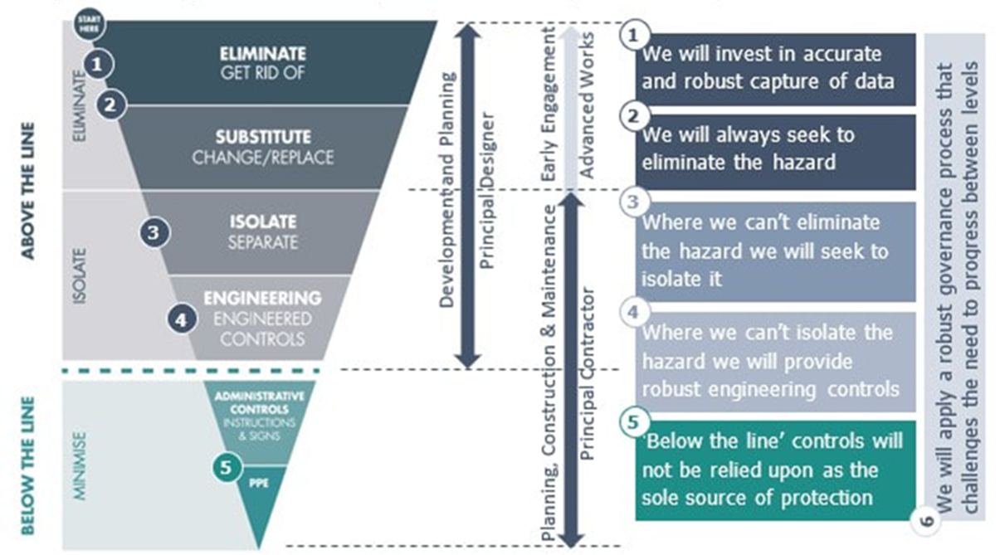 START
HERE
1
2
3
4
5
ABOVE THE LINE
BELOW THE LINE
ELIMINATE
ISOLATE
MINIMISE
ELIMINATE
GET RID OF
SUBSTITUTE
CHANGE/REPLACE
ISOLATE
SEPARATE
ENGINEERING
ENGINEERED
CONTROLS
ADMINISTRATIVE
CONTROLS
INSTRUCTIONS
& SIGNS
PPE
Development and Planning
Principal Designer
Early Engagement
Advanced Works
Planning, Construction & Maintenance
Principal Contractor
1
We will invest in accurate
and robust capture of data
2
We will always seek to
eliminate the hazard
3
Where we can't eliminate
the hazard we will seek to
isolate it
4
Where we can't isolate the
hazard we will provide
robust engineering controls
5
'Below the line' controls will
not be relied upon as the
sole source of protection
6
We will apply a robust governance process that
challenges the need to progress between levels